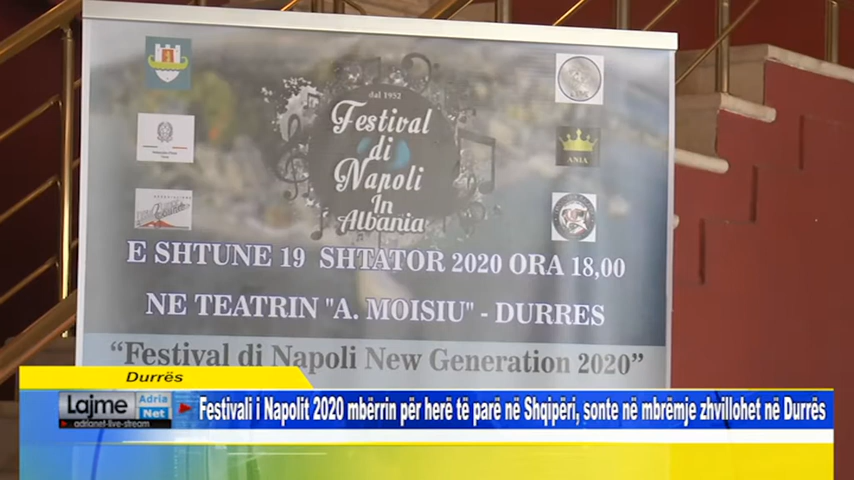 dal 1952
Festival
di
Napoli
In
Albania
ANIA
E SHTUNE 19 SHTATOR 2020 ORA 18,00
NE TEATRIN "A. MOISIU" - DURRES
“Festival di Napoli New Generation 2020”
Durrës
Lajme Adria Net
adrianet-live-stream
Festivali i Napolit 2020 mbërrin për herë të parë në Shqipëri, sonte në mbrëmje zhvillohet në Durrës